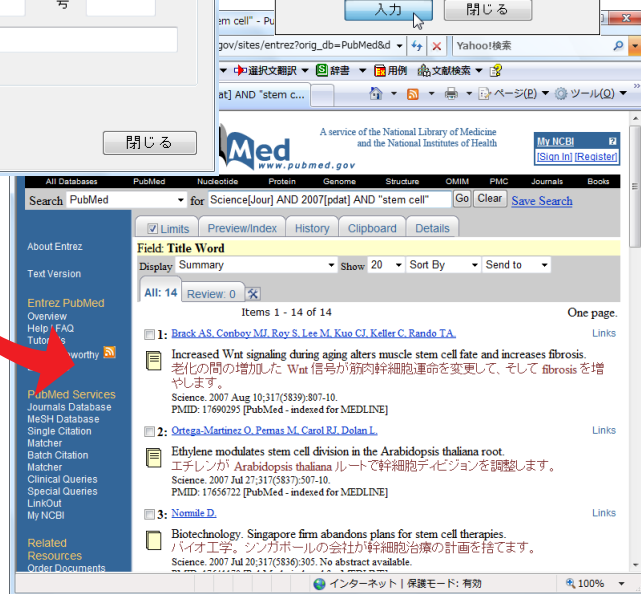 号
入力
閉じる
em cell" - Pu
gov/sites/entrez?orig_db=PubMed&d
Yahoo!検索
選択文翻訳
辞書
用例
文献検索
at] AND "stem c...
ページ(P)
ツール(O)
閉じる
Med
www.pubmed.gov
A service of the National Library of Medicine
and the National Institutes of Health
My NCBI
[Sign In] [Register]
All Databases PubMed Nucleotide Protein Genome Structure OMIM PMC Journals Books
Search PubMed for Science[Jour] AND 2007[pdat] AND "stem cell" Go Clear Save Search
Limits Preview/Index History Clipboard Details
About Entrez
Text Version
Entrez PubMed
Overview
Help | FAQ
Tutor
worthy
PubMed Services
Journals Database
MeSH Database
Single Citation
Matcher
Batch Citation
Matcher
Clinical Queries
Special Queries
LinkOut
My NCBI
Related
Resources
Order Documents
Field: Title Word
Display Summary Show 20 Sort By Send to
All: 14 Review: 0
Items 1 - 14 of 14 One page.
1: Brack AS, Conboy MJ, Roy S, Lee M, Kuo CJ, Keller C, Rando TA. Links
Increased Wnt signaling during aging alters muscle stem cell fate and increases fibrosis.
老化の間の増加した Wnt 信号が筋肉幹細胞運命を変更して、そして fibrosis を増
やします。
Science. 2007 Aug 10;317(5839):807-10.
PMID: 17690295 [PubMed - indexed for MEDLINE]
2: Ortega-Martinez O, Pernas M, Carol RJ, Dolan L. Links
Ethylene modulates stem cell division in the Arabidopsis thaliana root.
エチレンが Arabidopsis thaliana ルートで幹細胞ディビジョンを調整します。
Science. 2007 Jul 27;317(5837):507-10.
PMID: 17656722 [PubMed - indexed for MEDLINE]
3: Normile D. Links
Biotechnology. Singapore firm abandons plans for stem cell therapies.
バイオ工学。シンガポールの会社が幹細胞治療の計画を捨てます。
Science. 2007 Jul 20;317(5836):305. No abstract available.
インターネット | 保護モード: 有効
100%